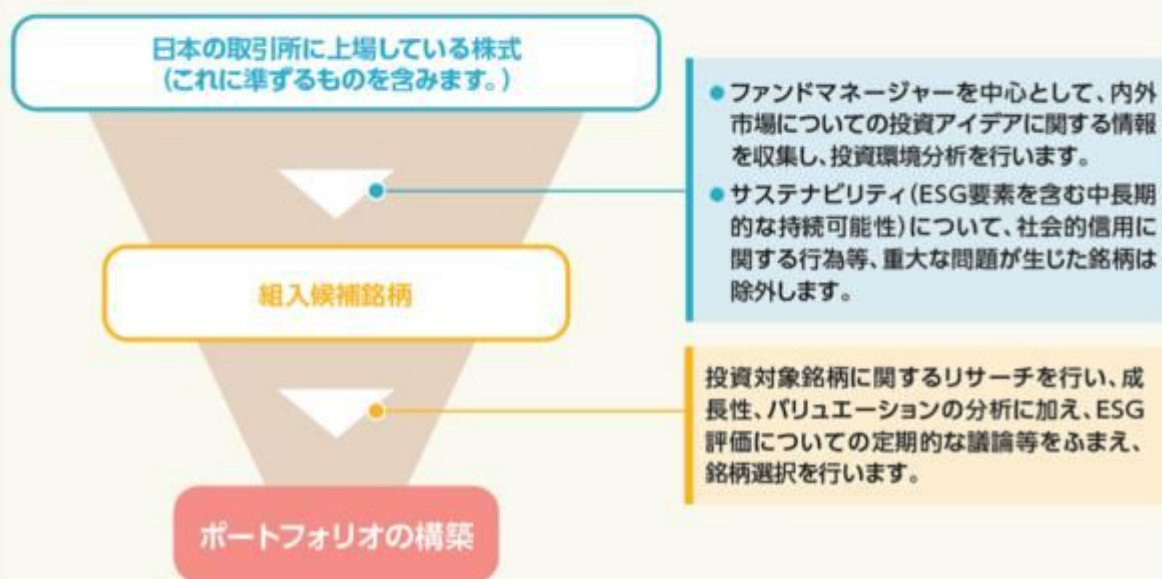 日本の取引所に上場している株式
(これに準ずるものを含みます。)
●ファンドマネージャーを中心として、内外
市場についての投資アイデアに関する情報
を収集し、投資環境分析を行います。
●サステナビリティ(ESG要素を含む中長期
的な持続可能性)について、社会的信用に
関する行為等、重大な問題が生じた銘柄は
除外します。
組入候補銘柄
投資対象銘柄に関するリサーチを行い、成
長性、バリュエーションの分析に加え、ESG
評価についての定期的な議論等をふまえ、
銘柄選択を行います。
ポートフォリオの構築